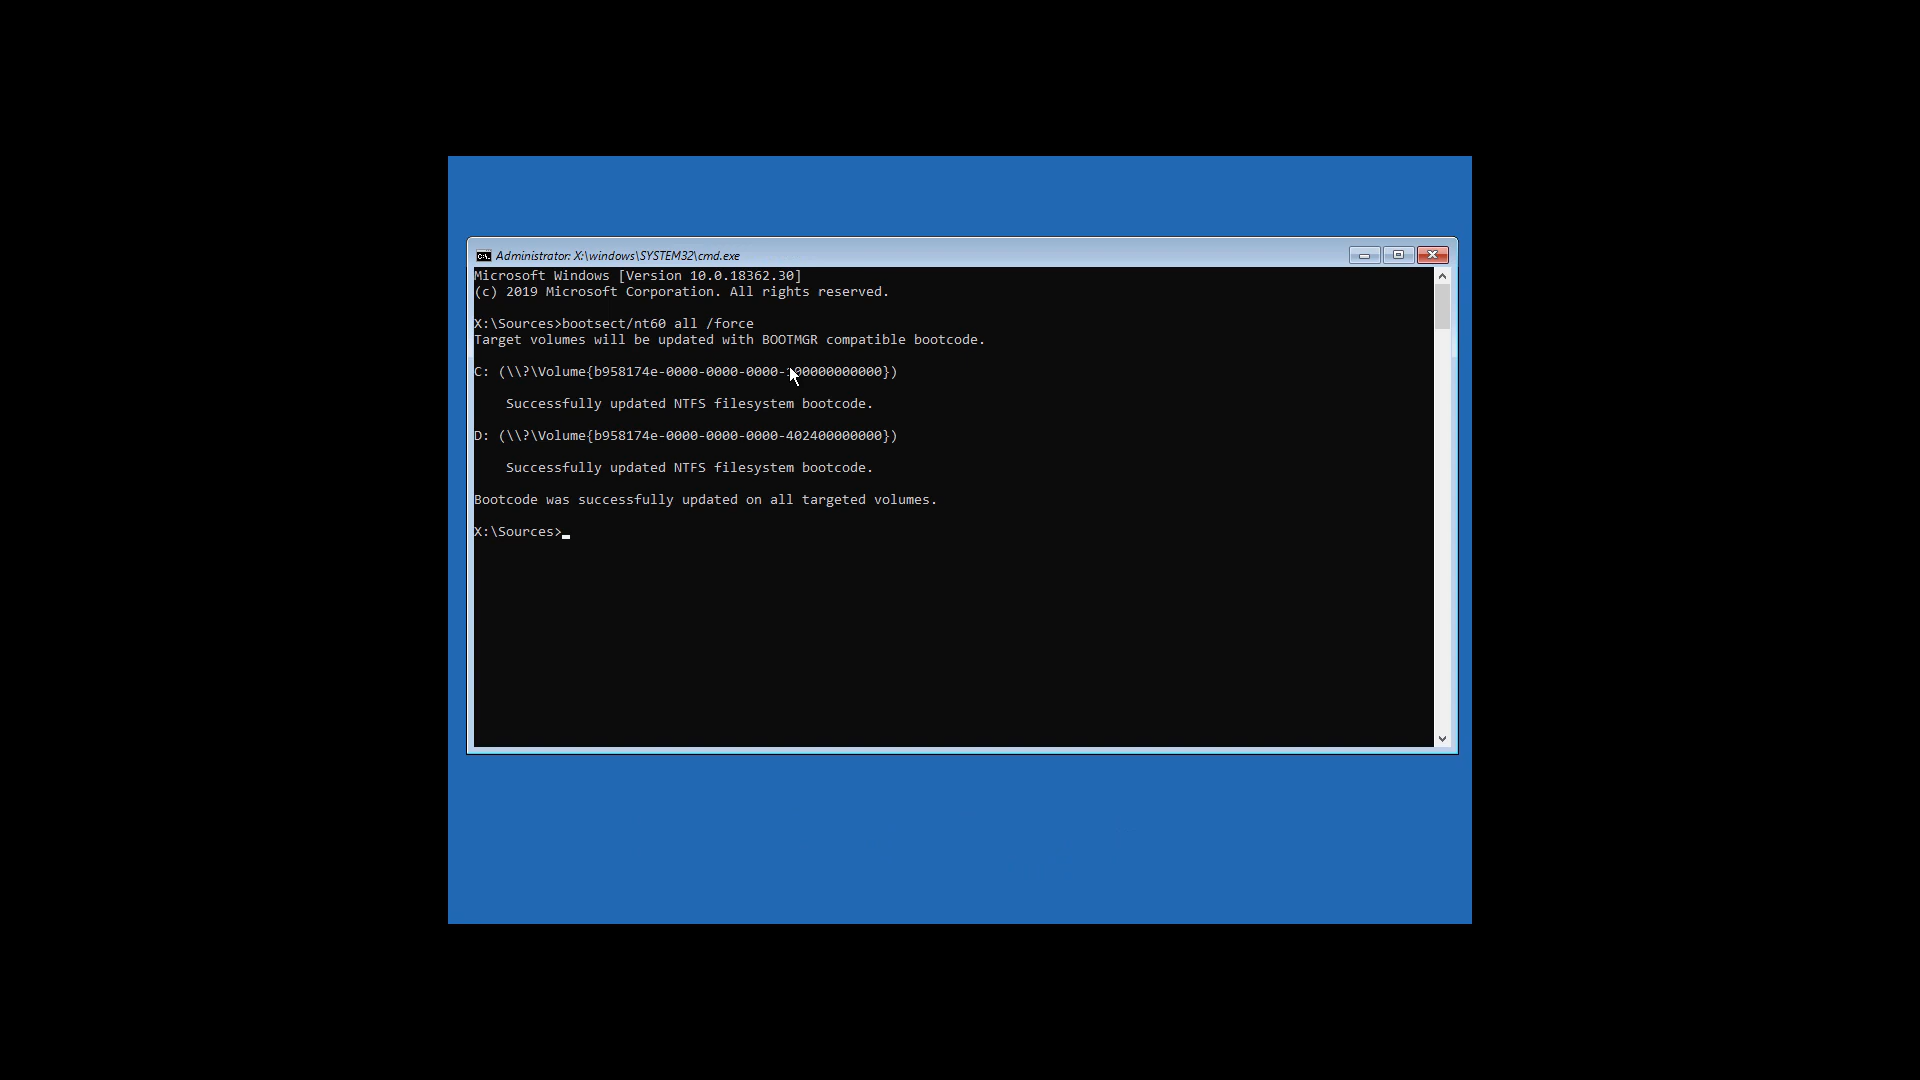 Administrator: X:\windows\SYSTEM32\cmd.exe
Microsoft Windows [Version 10.0.18362.30]
(c) 2019 Microsoft Corporation. All rights reserved.
X:\Sources>bootsect/nt60 all /force
Target volumes will be updated with BOOTMGR compatible bootcode.
C: (\\?\Volume{b958174e-0000-0000-0000-100000000000})
Successfully updated NTFS filesystem bootcode.
D: (\\?\Volume{b958174e-0000-0000-0000-402400000000})
Successfully updated NTFS filesystem bootcode.
Bootcode was successfully updated on all targeted volumes.
X:\Sources>